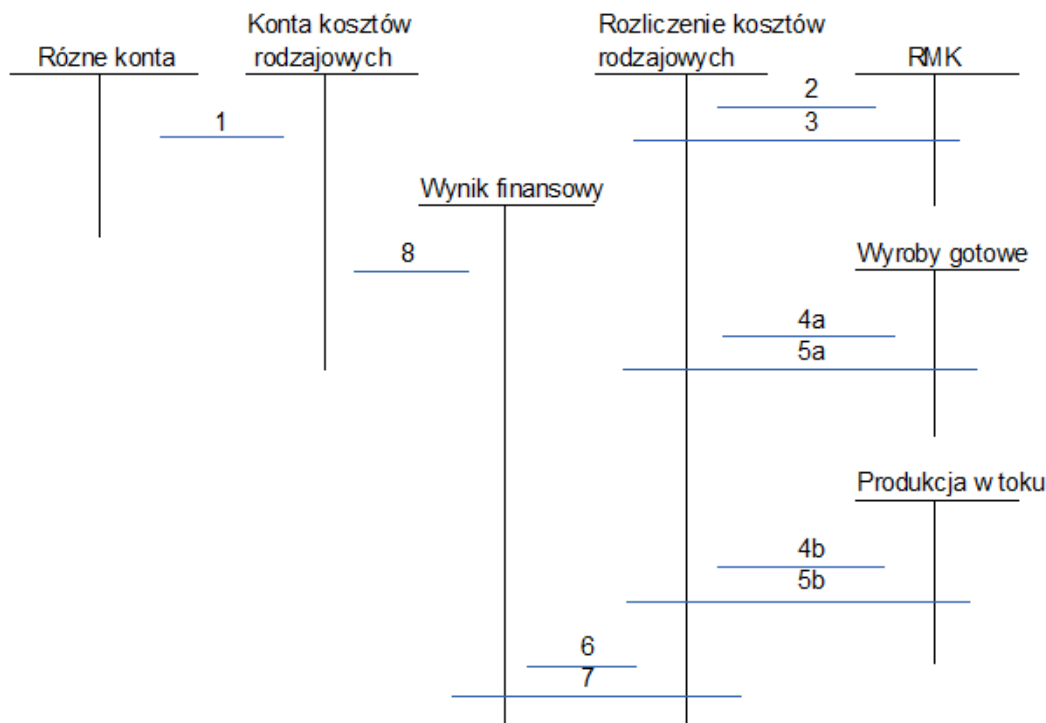 Konta kosztów
rodzajowych
Rozliczenie kosztów
rodzajowych
Rózne konta
RMK
2
1
3
Wynik finansowy
8
Wyroby gotowe
4a
5a
Produkcja w toku
4b
5b
6
7